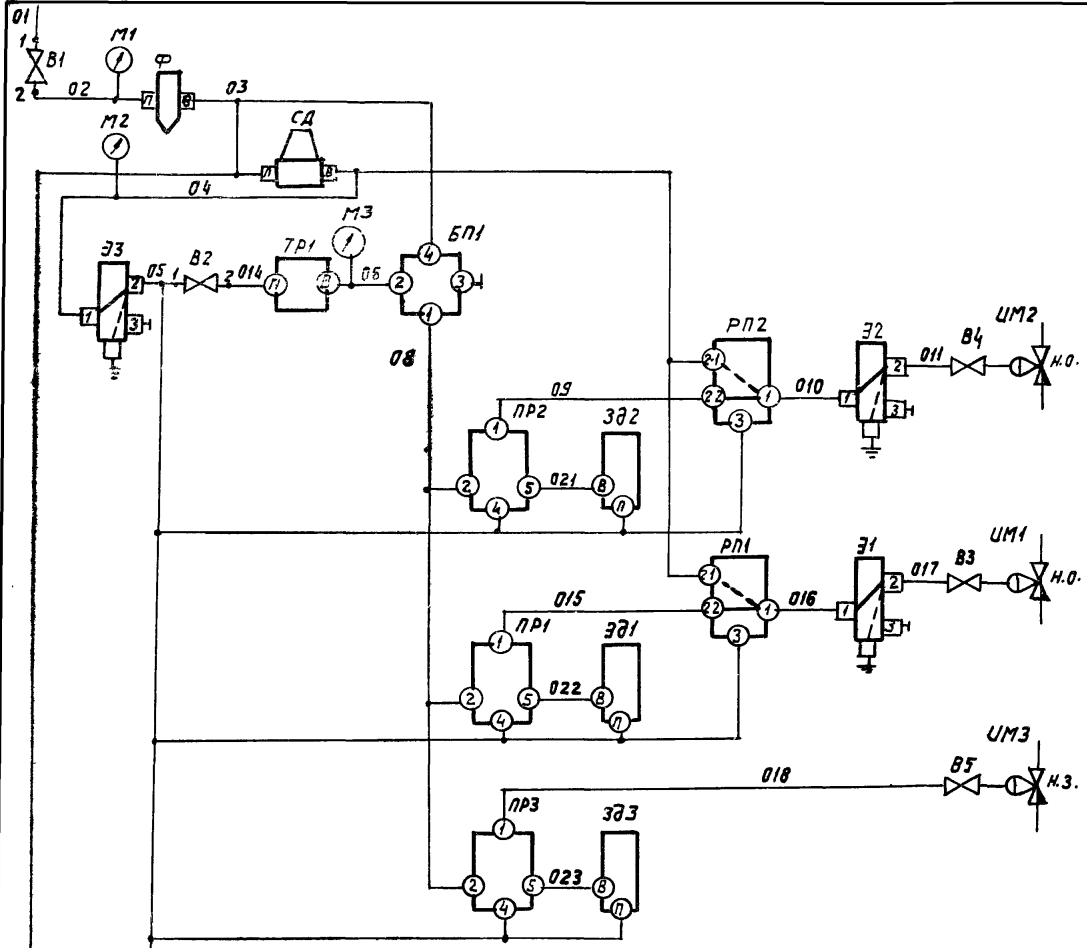 01
1 В1
М1
Ф
2 02 П В 03
М2
СД
П В
04
М3
БП1
ТР1
4
Э3
В2
05 1 2 014 П В 06 2 3
2
1
3
1
08
РП2
Э2
В4
ИМ2
2.1
2
011
Н.О.
09
22 1 010 1
3
3
ПР2
Зд2
1
2 5 021 В
4 П
РП1
Э1
В3
ИМ1
21
2
017
Н.О.
015
22 1 016 1
3
3
ПР1
Зд1
1
2 5 022 В
4 П
ИМ3
018
В5
Н.З.
ПР3
Зд3
1
2 5 023 В
4 П